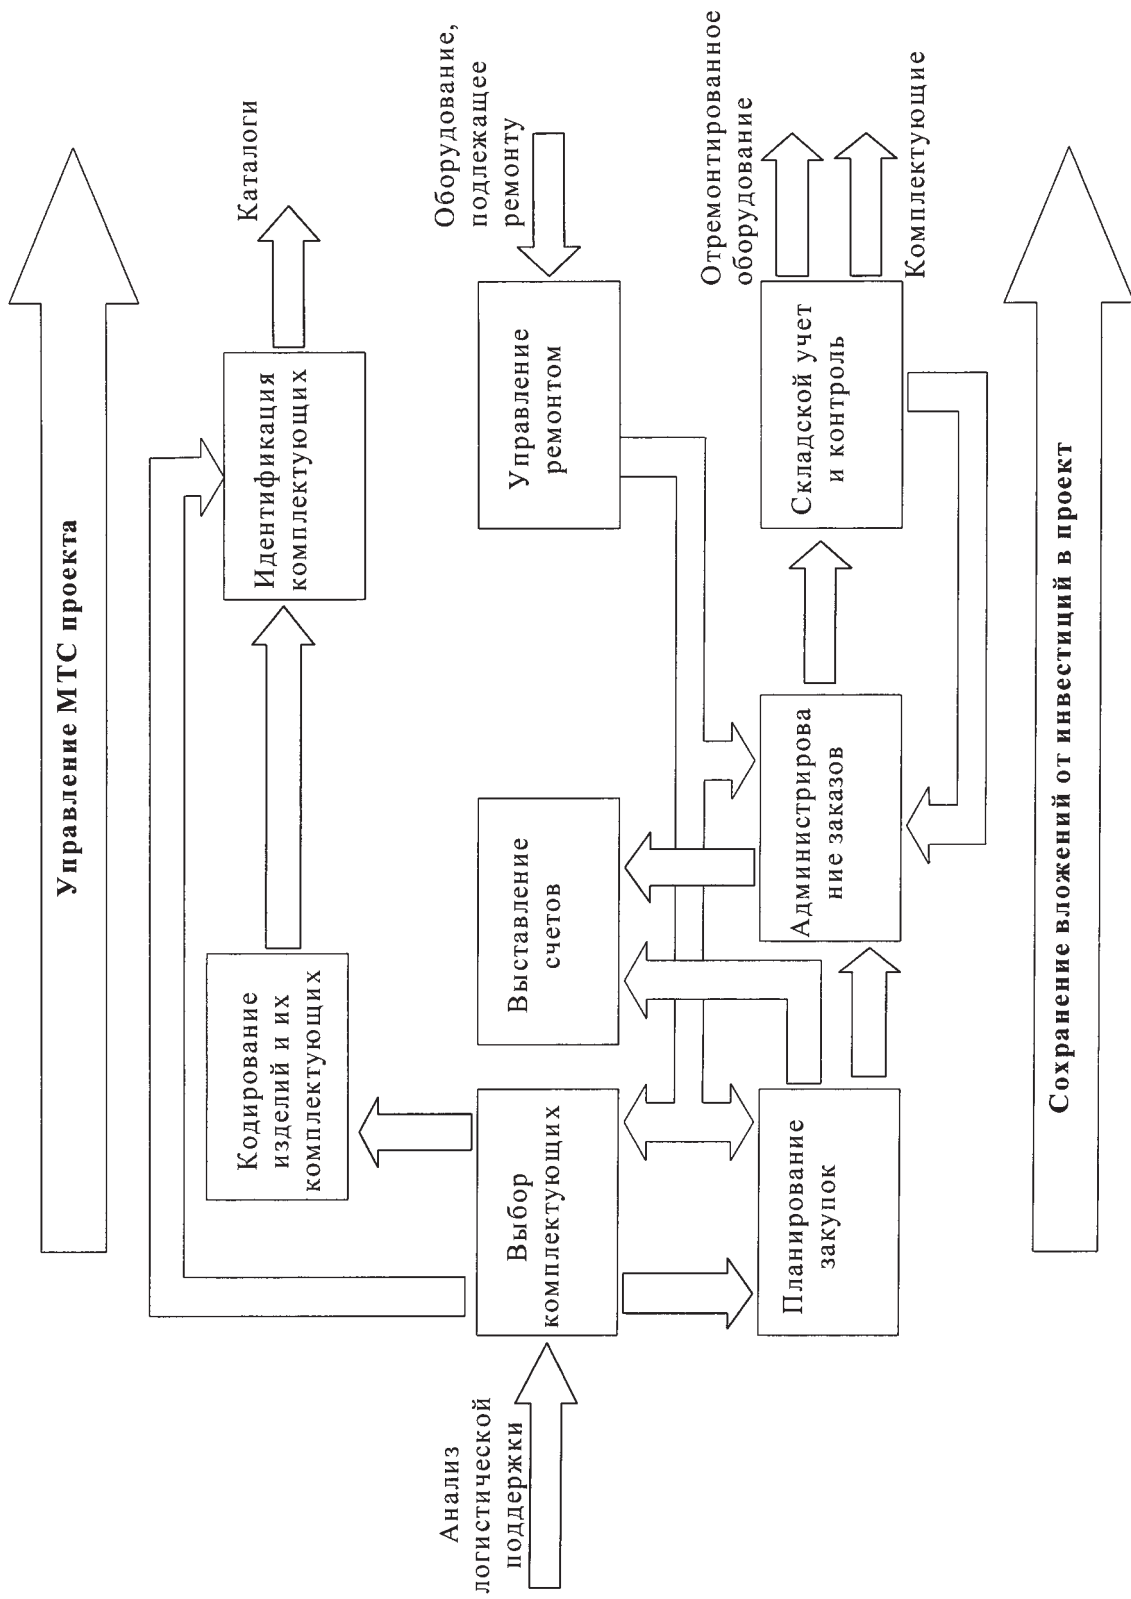 Управление МТС проекта
Каталоги
Идентификация
комплектующих
Кодирование
изделий и их
комплектующих
Оборудование,
подлежащее
ремонту
Управление
ремонтом
Выставление
счетов
Выбор
комплектующих
Анализ
логистической
поддержки
Отремонтированное
оборудование
Комплектующие
Складской учет
и контроль
Администрирова
ние заказов
Планирование
закупок
Сохранение вложений от инвестиций в проект